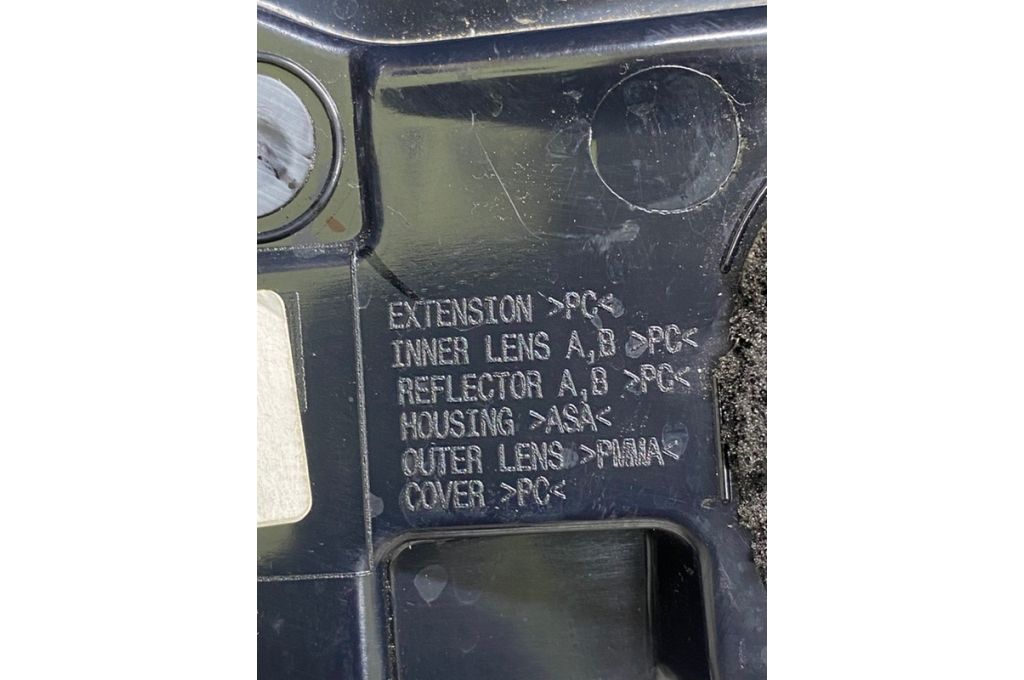 EXTENSION >PC<
INNER LENS A,B >PC<
REFLECTOR A,B >PC<
HOUSING >ASA<
OUTER LENS >PMMA<
COVER >PC<